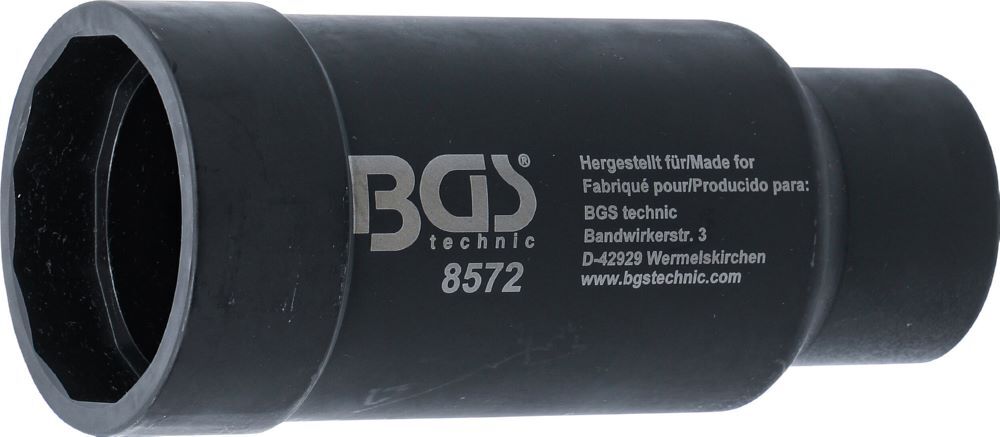 BGS®
technic
8572
Hergestellt für/Made for
Fabriqué pour/Producido para:
BGS technic
Bandwirkerstr. 3
D-42929 Wermelskirchen
www.bgstechnic.com